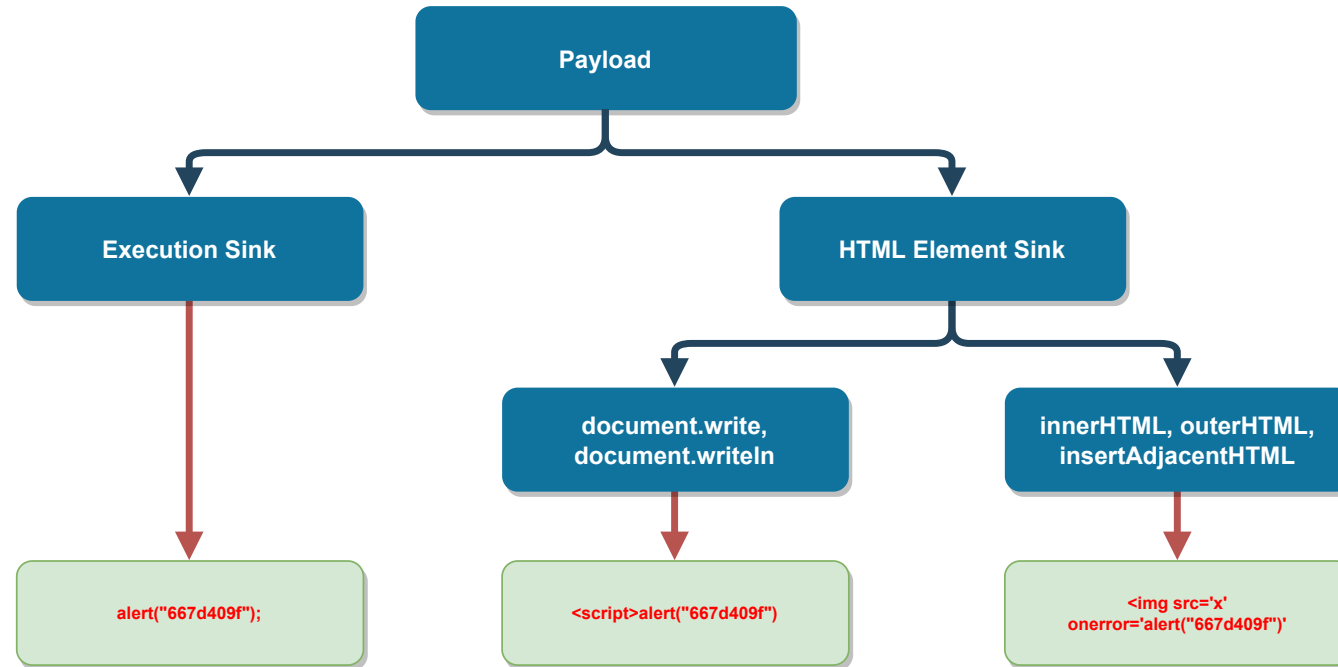 Payload
Execution Sink
HTML Element Sink
document.write,
document.writeln
innerHTML, outerHTML,
insertAdjacentHTML
alert("667d409f");
<script>alert("667d409f")
<img src='x'
onerror='alert("667d409f")'